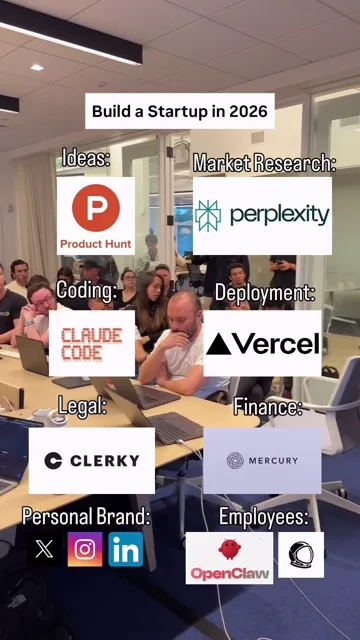 Build a Startup in 2026
Ideas:
Market Research:
P
Product Hunt
perplexity
Coding:
Deployment:
CLAUDE
CODE
Vercel
Legal:
Finance:
C CLERKY
MERCURY
Personal Brand:
Employees:
X
in
OpenClaw